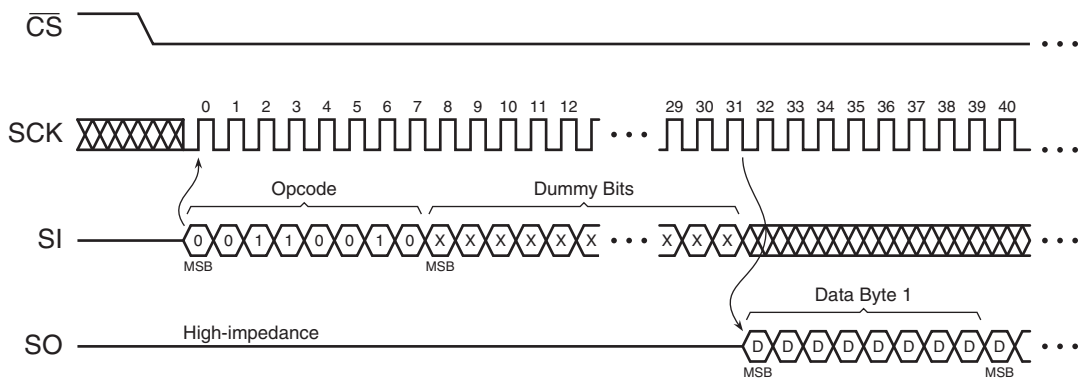 CS
0 1 2 3 4 5 6 7 8 9 10 11 12 29 30 31 32 33 34 35 36 37 38 39 40
SCK
Opcode Dummy Bits
SI 0 0 1 1 0 0 1 0 X X X X X X X X X
MSB MSB
Data Byte 1
High-impedance
SO D D D D D D D D D
MSB MSB